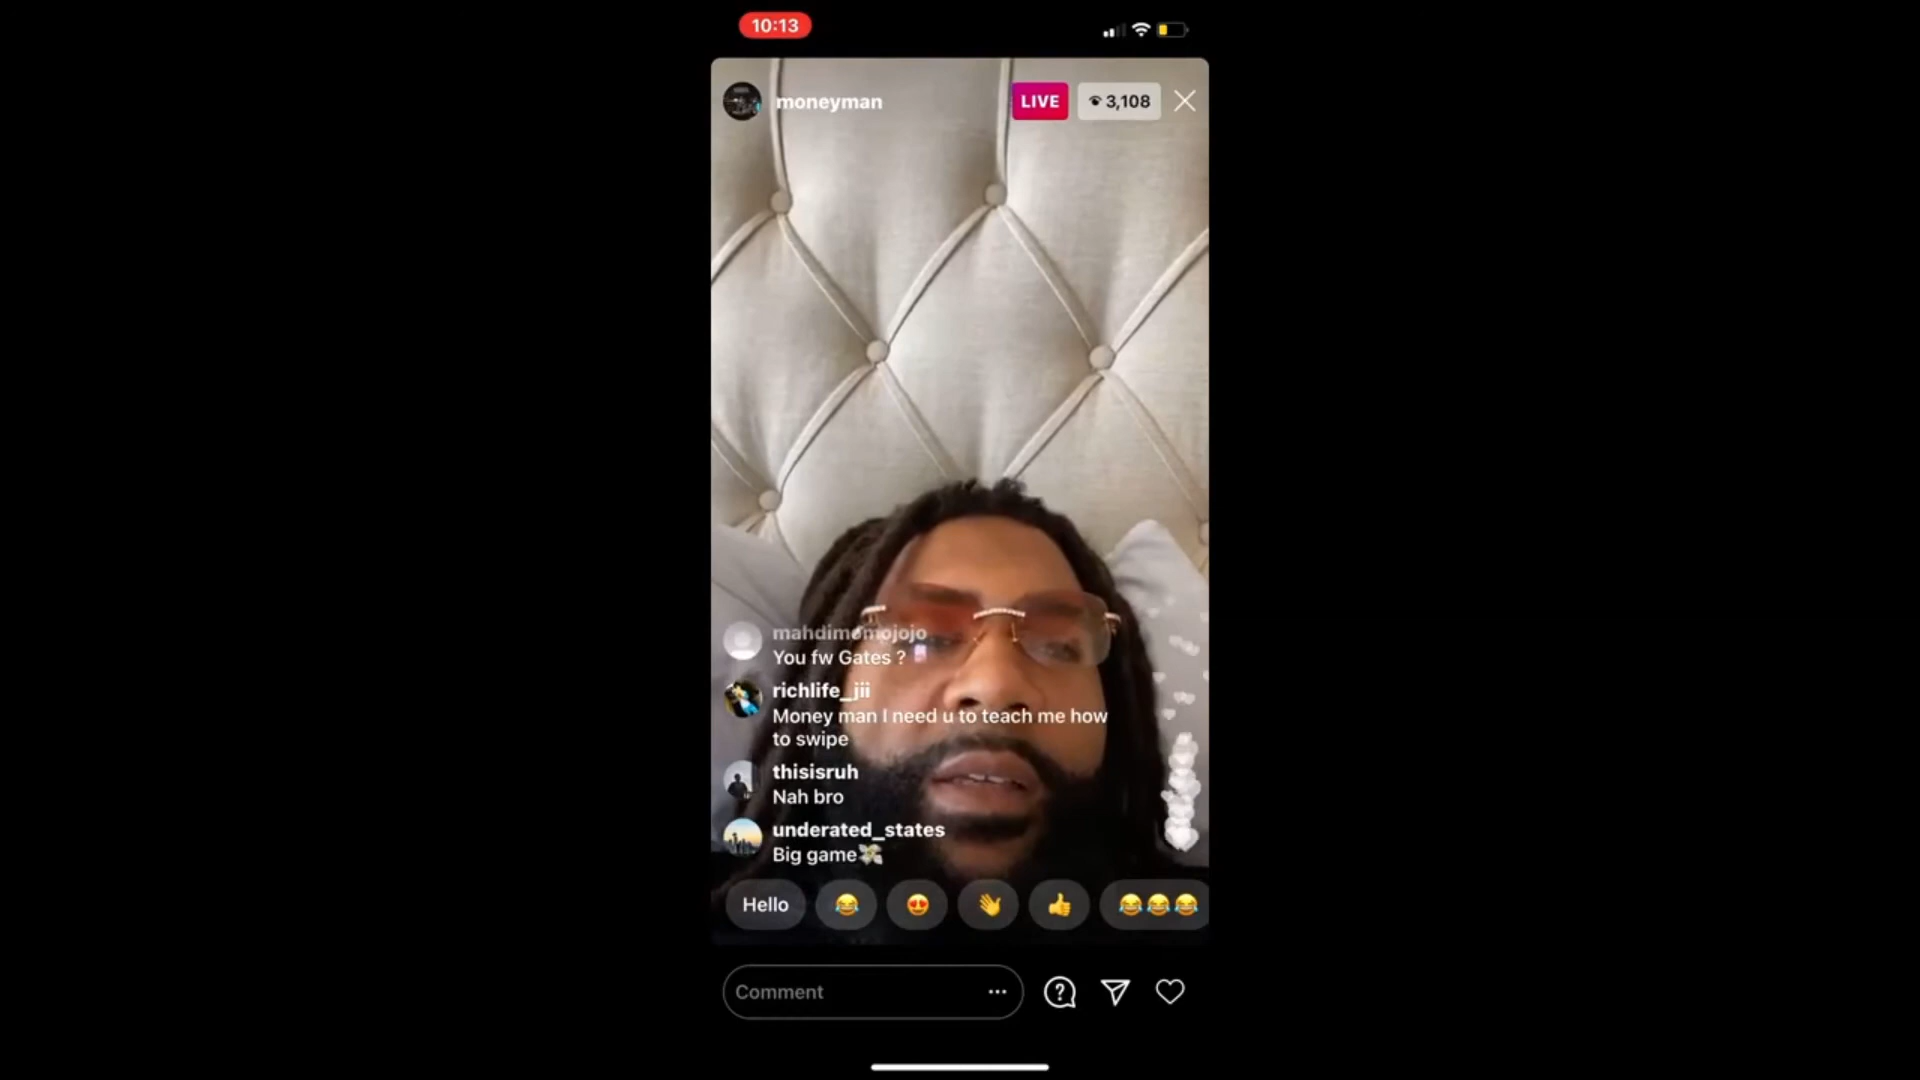 10:13
moneyman
LIVE
3,108
mahdimomojojo
You fw Gates ?
richlife_jii
Money man I need u to teach me how
to swipe
thisisruh
Nah bro
underated_states
Big game💸
Hello
Comment